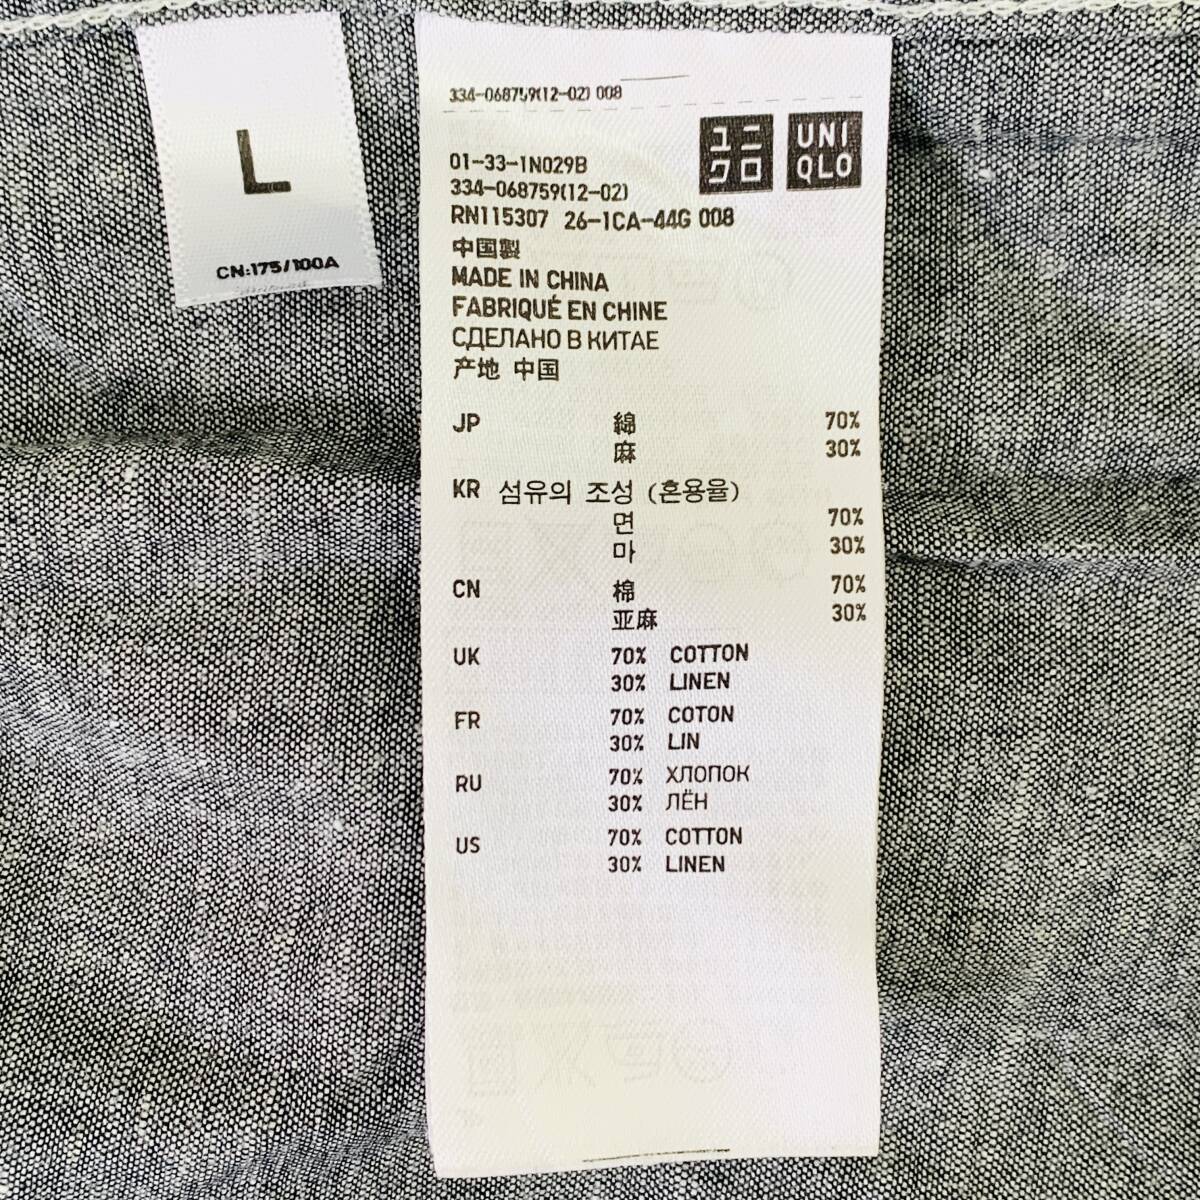 L
CN:175/100A
334-068759(12-02) 008
ユニ
クロ
UNI
QLO
01-33-1N029B
334-068759(12-02)
RN115307 26-1CA-44G 008
中国製
MADE IN CHINA
FABRIQUÉ EN CHINE
СДЕЛАНО В КИТАЕ
产地 中国
JP 綿 70%
麻 30%
KR 섬유의 조성 (혼용율)
면 70%
마 30%
CN 棉 70%
亚麻 30%
UK 70% COTTON
30% LINEN
FR 70% COTON
30% LIN
RU 70% ХЛОПОК
30% ЛЁН
US 70% COTTON
30% LINEN